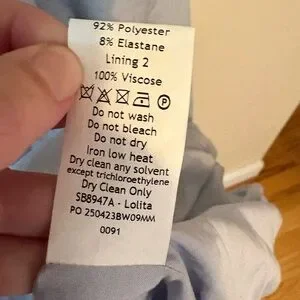 92% Polyester
8% Elastane
Lining 2
100% Viscose
Do not wash
Do not bleach
Do not dry
Iron low heat
Dry clean any solvent
except trichloroethylene
Dry Clean Only
SB8947A - Lolita
PO 250423BW09MM
0091